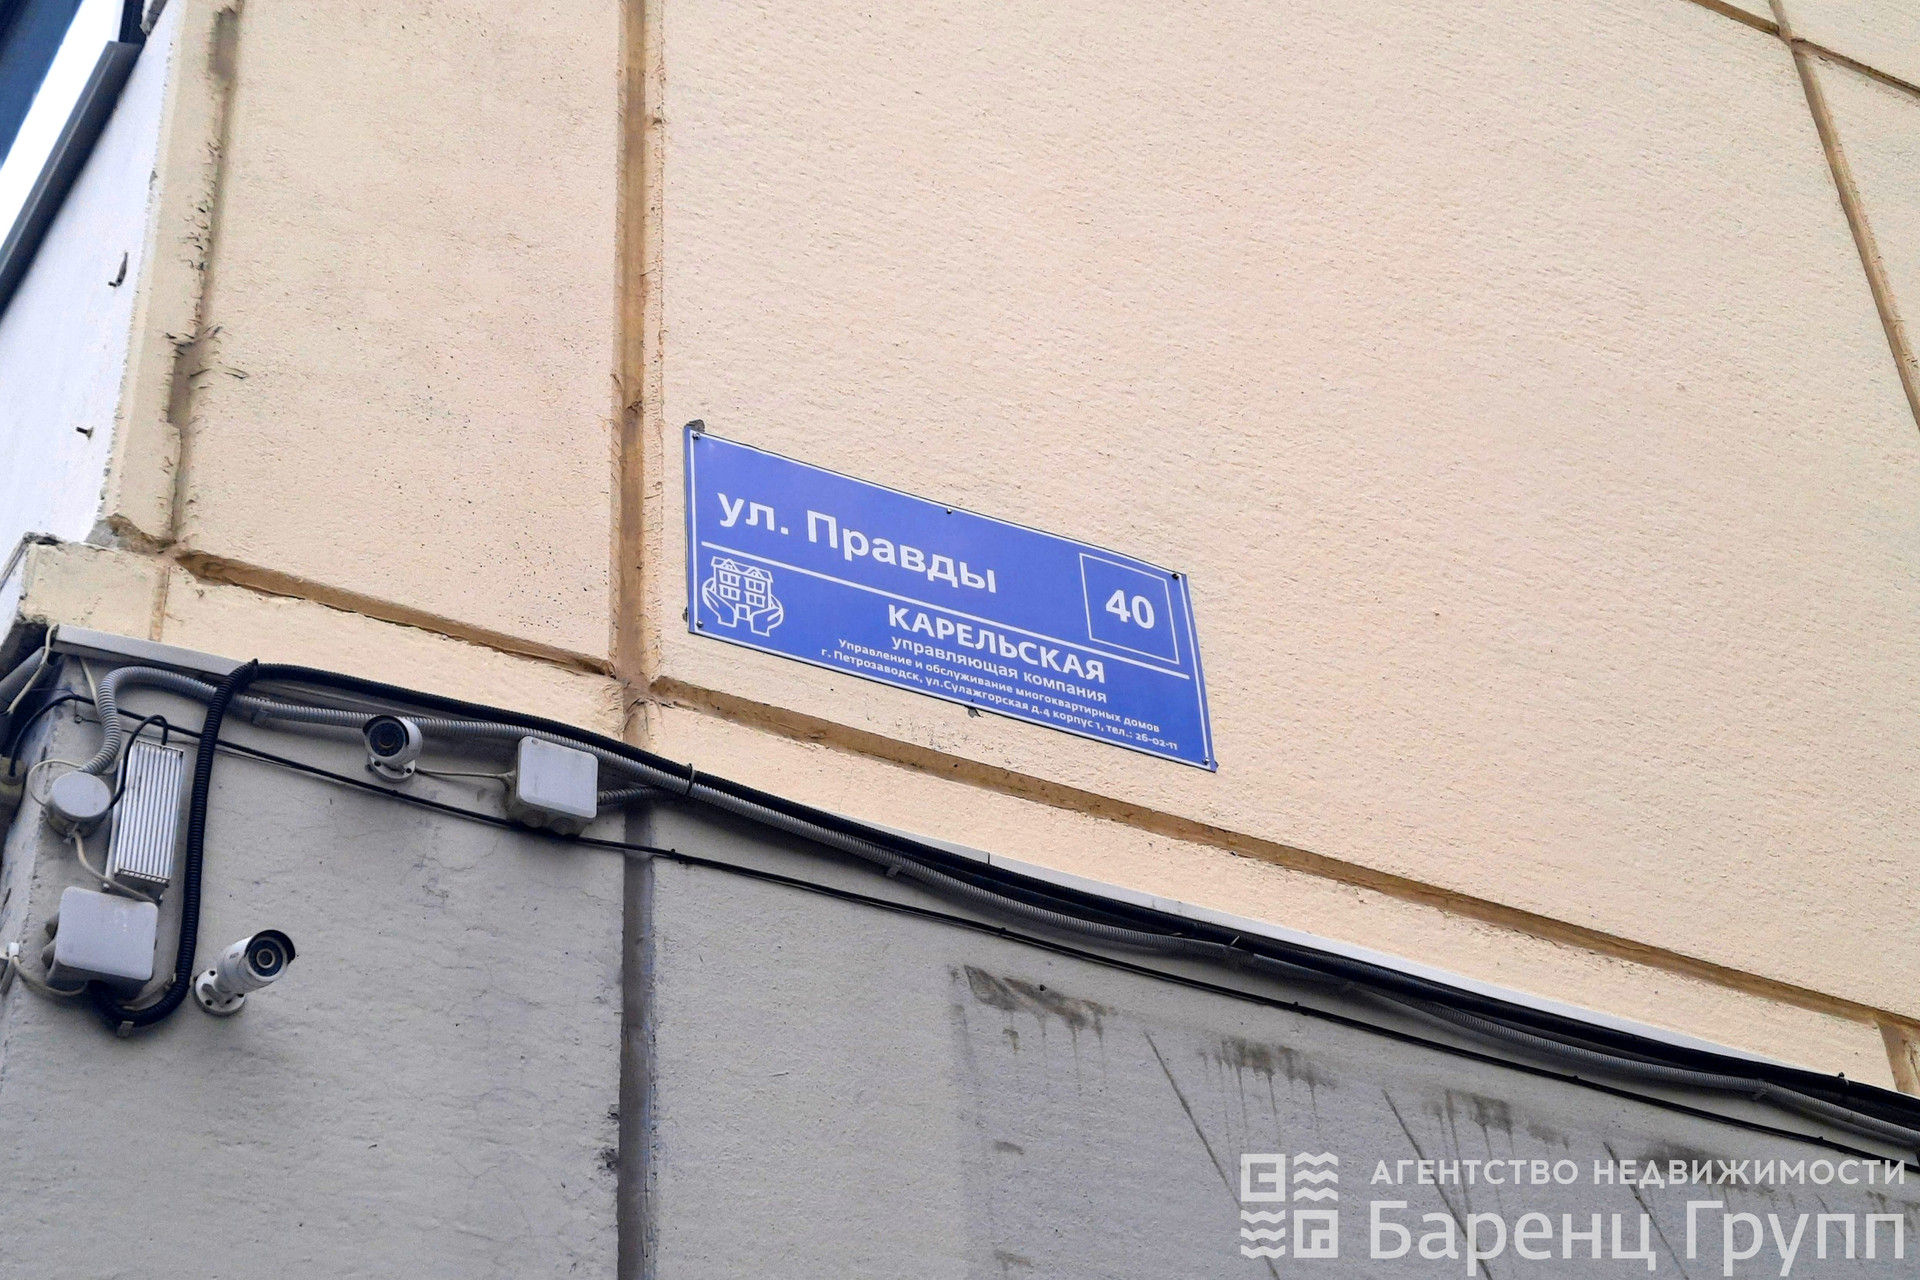 ул. Правды
40
КАРЕЛЬСКАЯ
управляющая компания
Управление и обслуживание многоквартирных домов
г. Петрозаводск, ул.Сулажгорская д.4 корпус 1, тел.: 26-02-11
АГЕНТСТВО НЕДВИЖИМОСТИ
Баренц Групп